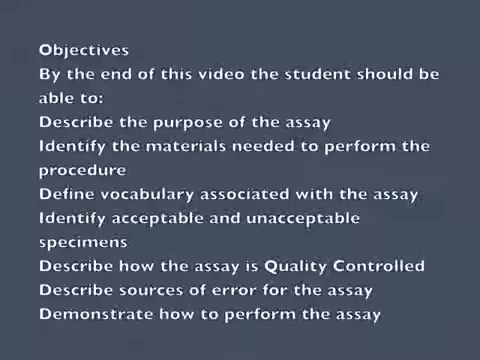 Objectives
By the end of this video the student should be
able to:
Describe the purpose of the assay
Identify the materials needed to perform the
procedure
Define vocabulary associated with the assay
Identify acceptable and unacceptable
specimens
Describe how the assay is Quality Controlled
Describe sources of error for the assay
Demonstrate how to perform the assay